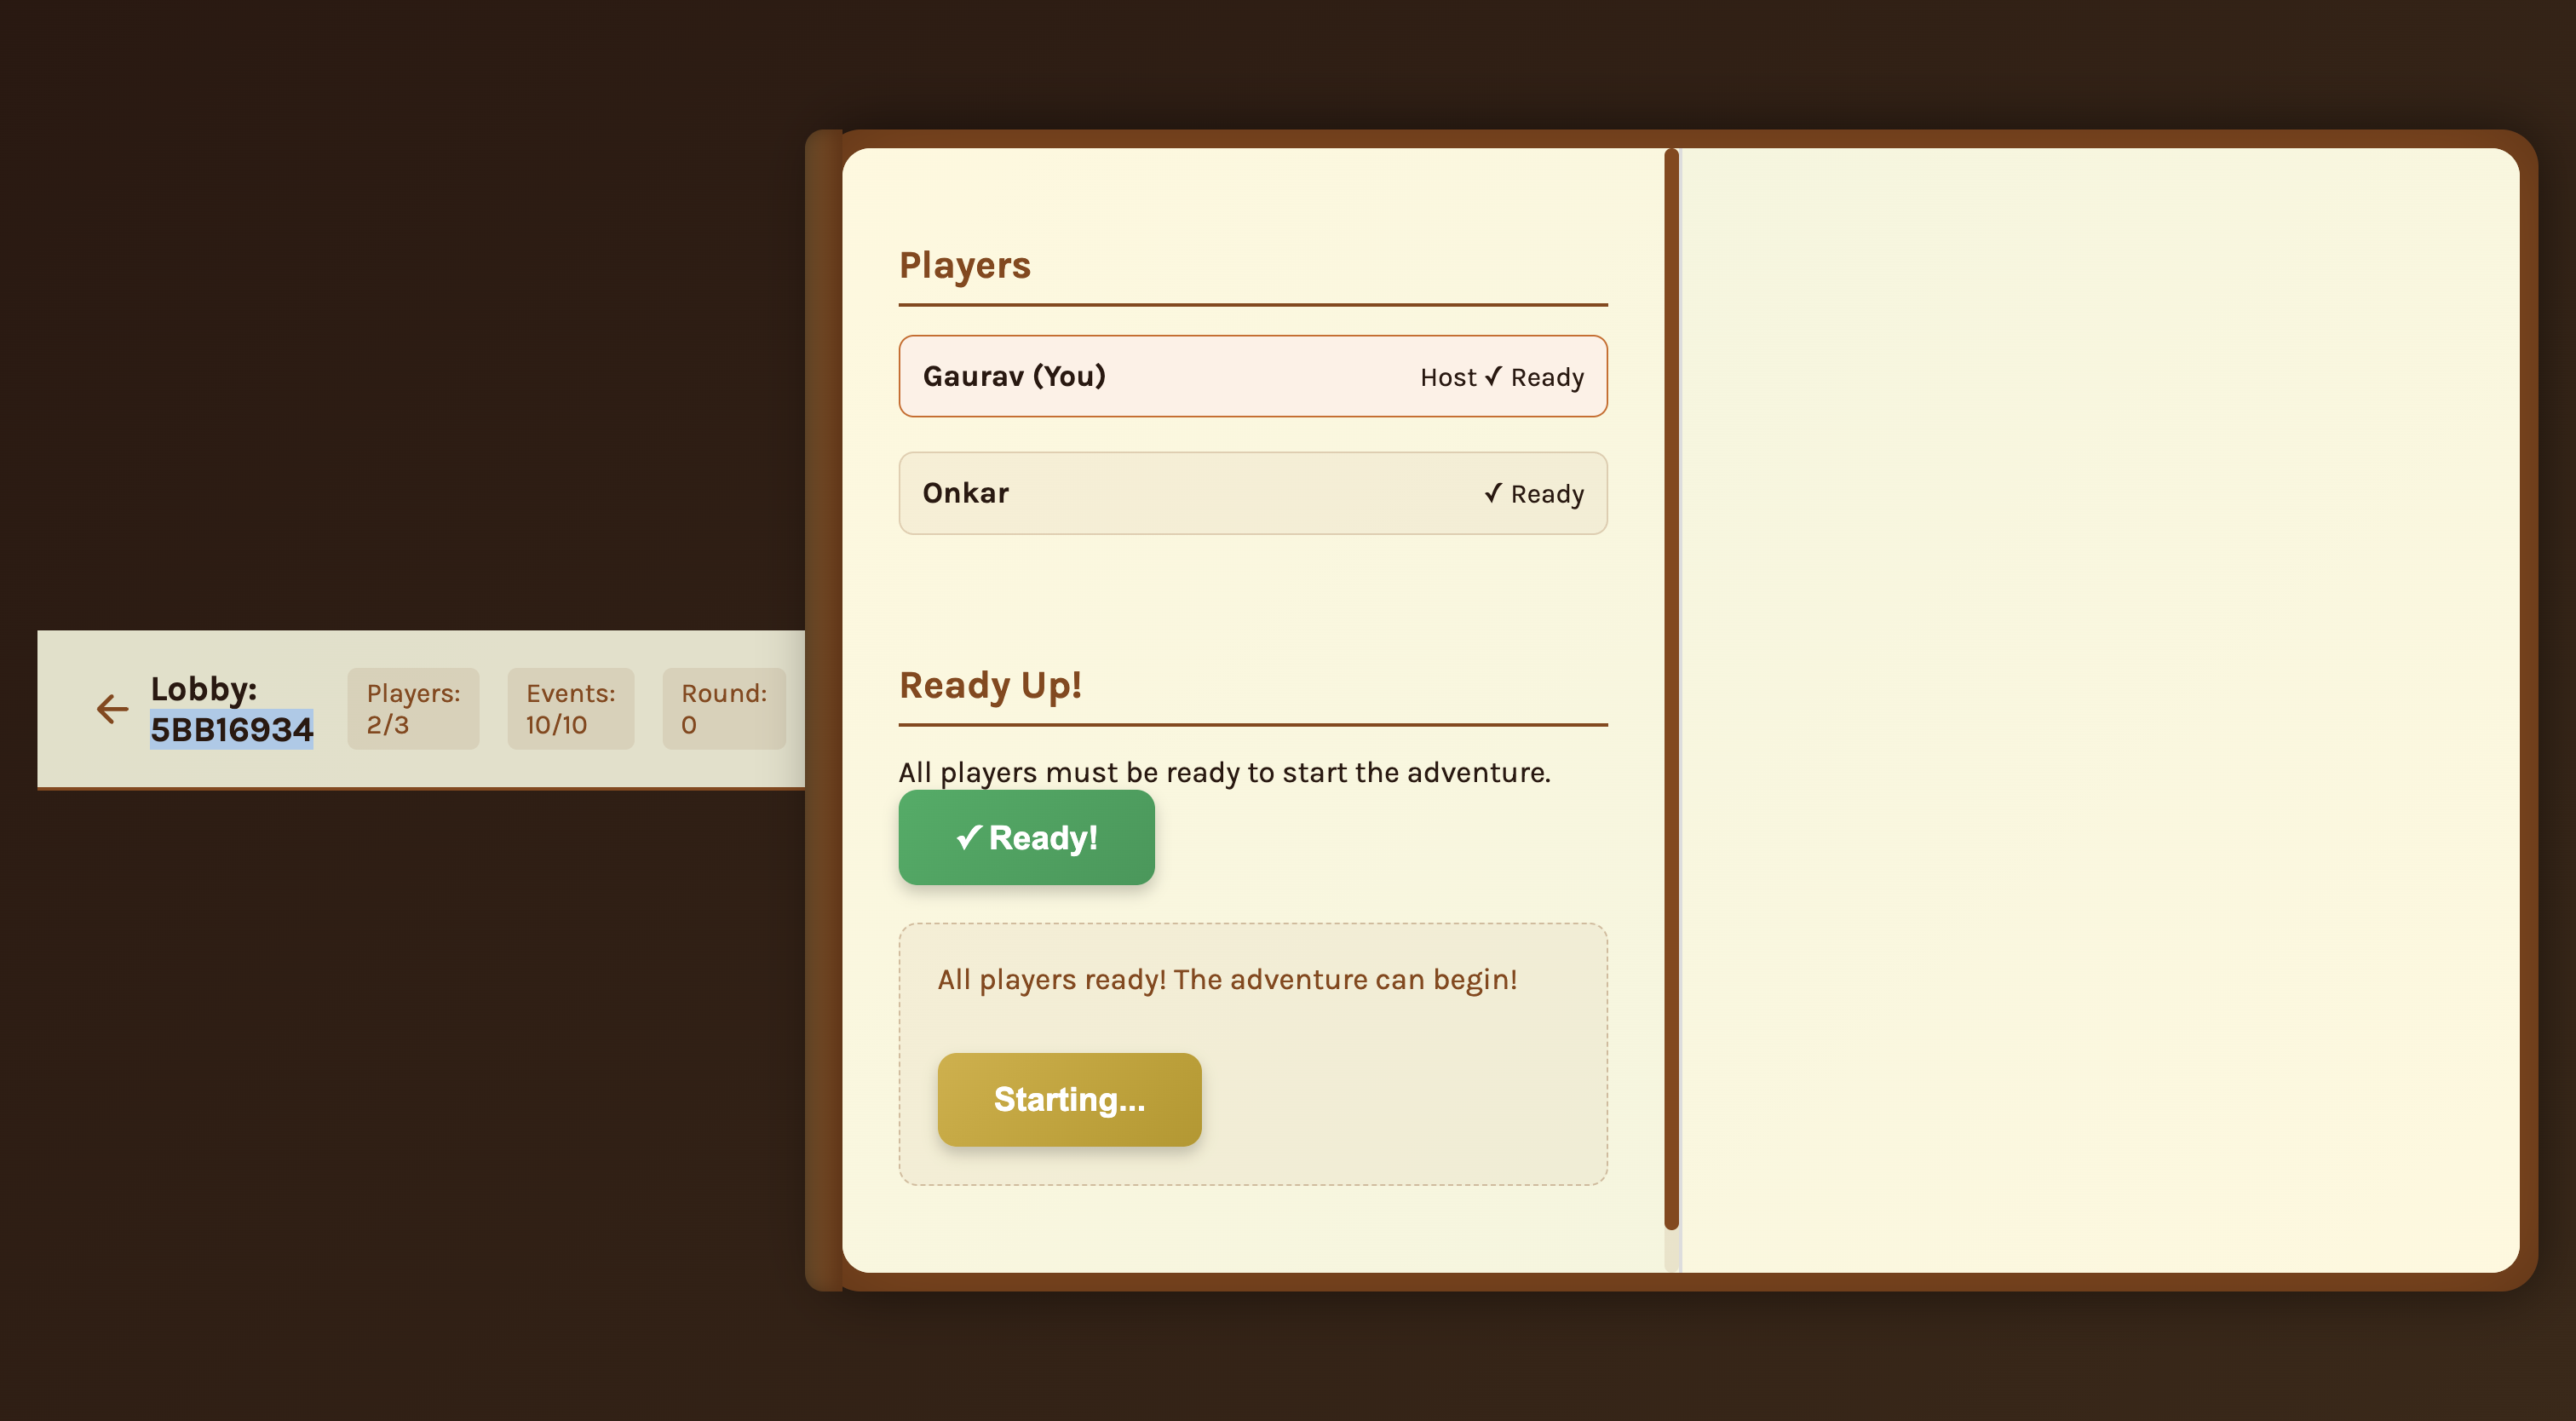 Lobby:
5BB16934
Players:
2/3
Events:
10/10
Round:
0
Players
Gaurav (You) Host ✓ Ready
Onkar ✓ Ready
Ready Up!
All players must be ready to start the adventure.
✓ Ready!
All players ready! The adventure can begin!
Starting...